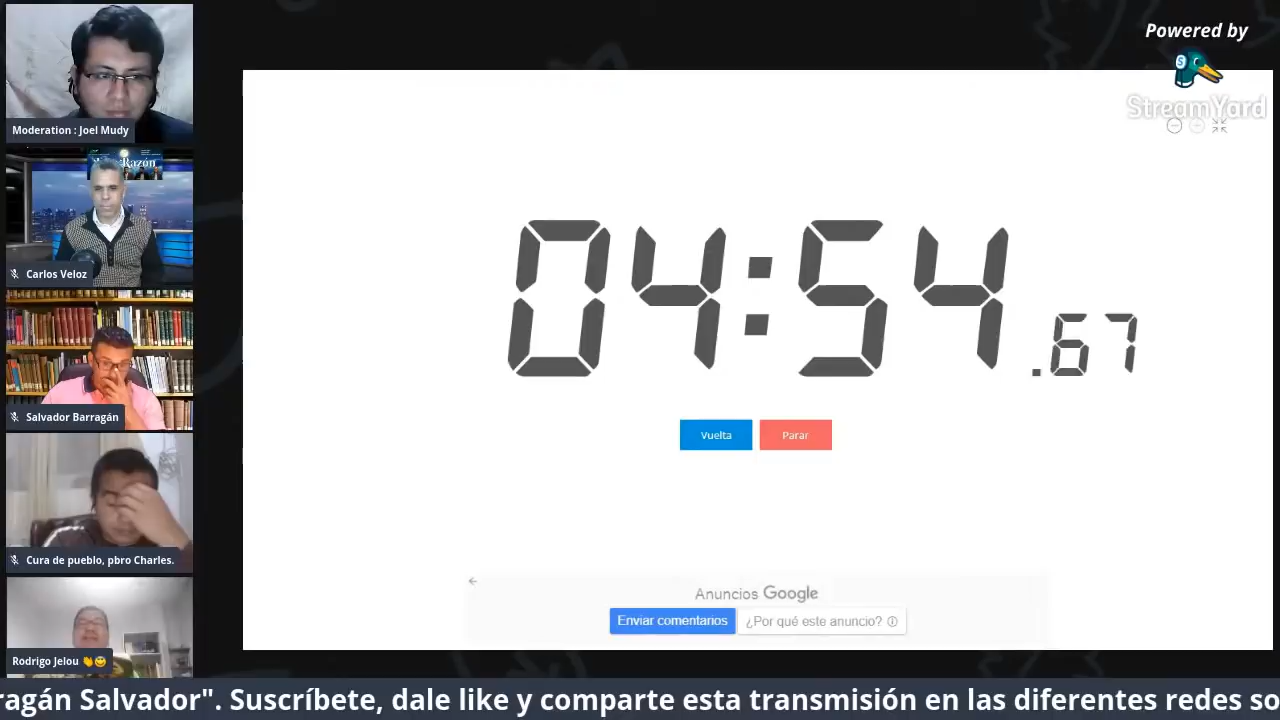 Powered by
StreamYard
Moderation : Joel Mudy
Razón
Carlos Veloz
Salvador Barragán
Cura de pueblo, pbro Charles.
Rodrigo Jelou 👏😇
04:54.67
Vuelta
Parar
Anuncios Google
Enviar comentarios
¿Por qué este anuncio?
ragán Salvador". Suscríbete, dale like y comparte esta transmisión en las diferentes redes so